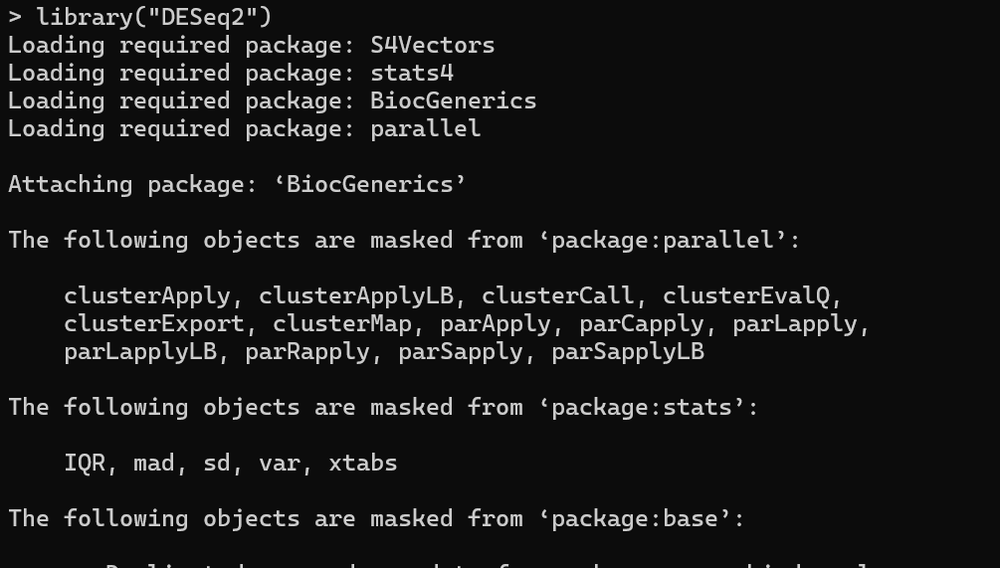 > library("DESeq2")
Loading required package: S4Vectors
Loading required package: stats4
Loading required package: BiocGenerics
Loading required package: parallel
Attaching package: ‘BiocGenerics’
The following objects are masked from ‘package:parallel’:
clusterApply, clusterApplyLB, clusterCall, clusterEvalQ,
clusterExport, clusterMap, parApply, parCapply, parLapply,
parLapplyLB, parRapply, parSapply, parSapplyLB
The following objects are masked from ‘package:stats’:
IQR, mad, sd, var, xtabs
The following objects are masked from ‘package:base’: